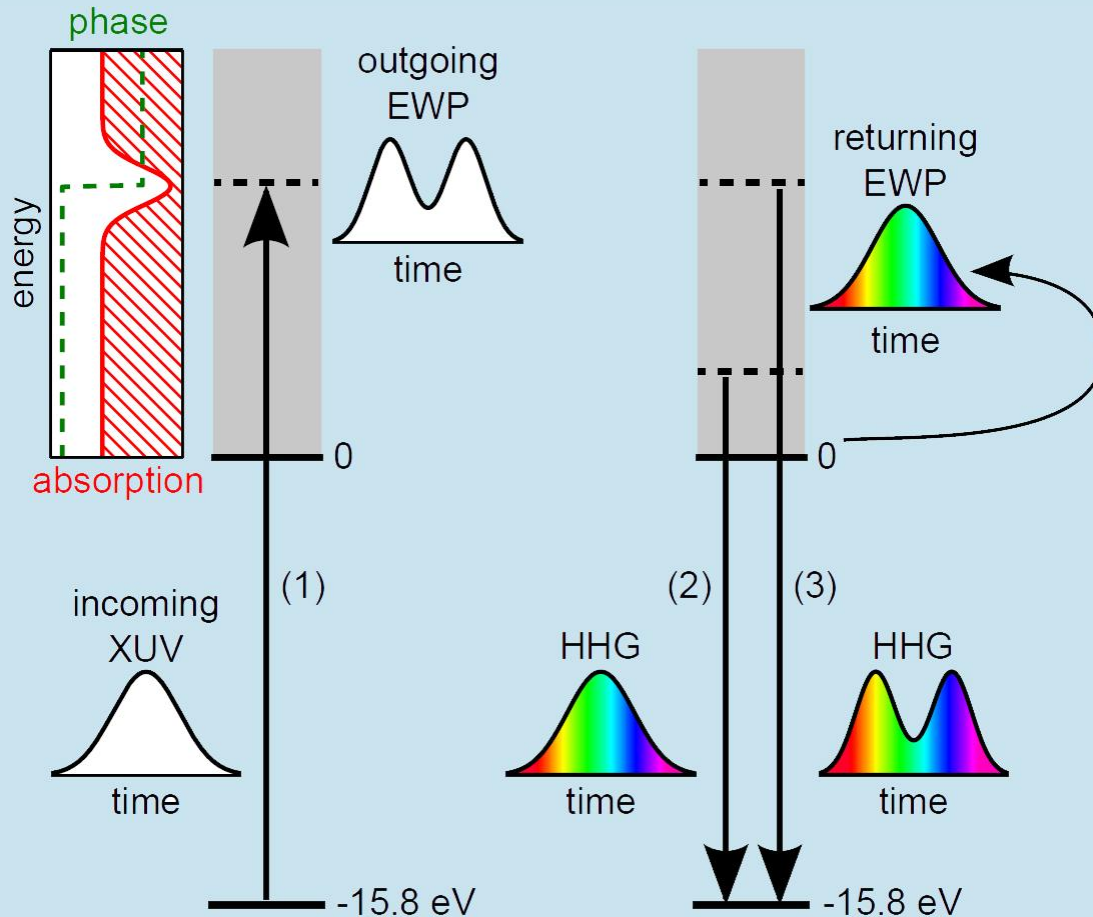 phase
energy
absorption
outgoing
EWP
time
0
(1)
incoming
XUV
time
-15.8 eV
returning
EWP
time
0
(2)
(3)
HHG
time
HHG
time
-15.8 eV